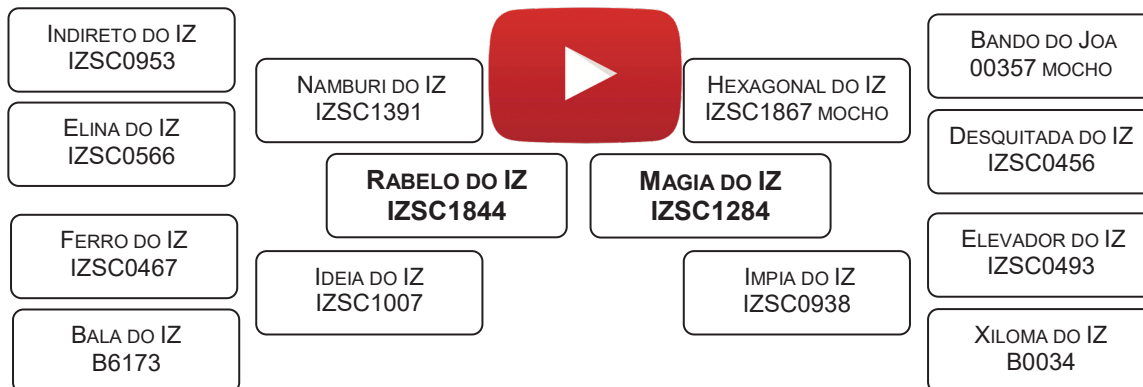 INDIRETO DO IZ
IZSC0953
ELINA DO IZ
IZSC0566
FERRO DO IZ
IZSC0467
BALA DO IZ
B6173
NAMBURI DO IZ
IZSC1391
IDEIA DO IZ
IZSC1007
RABELO DO IZ
IZSC1844
MAGIA DO IZ
IZSC1284
HEXAGONAL DO IZ
IZSC1867 MOCHO
IMPIA DO IZ
IZSC0938
BANDO DO JOA
00357 MOCHO
DESQUITADA DO IZ
IZSC0456
ELEVADOR DO IZ
IZSC0493
XILOMA DO IZ
B0034